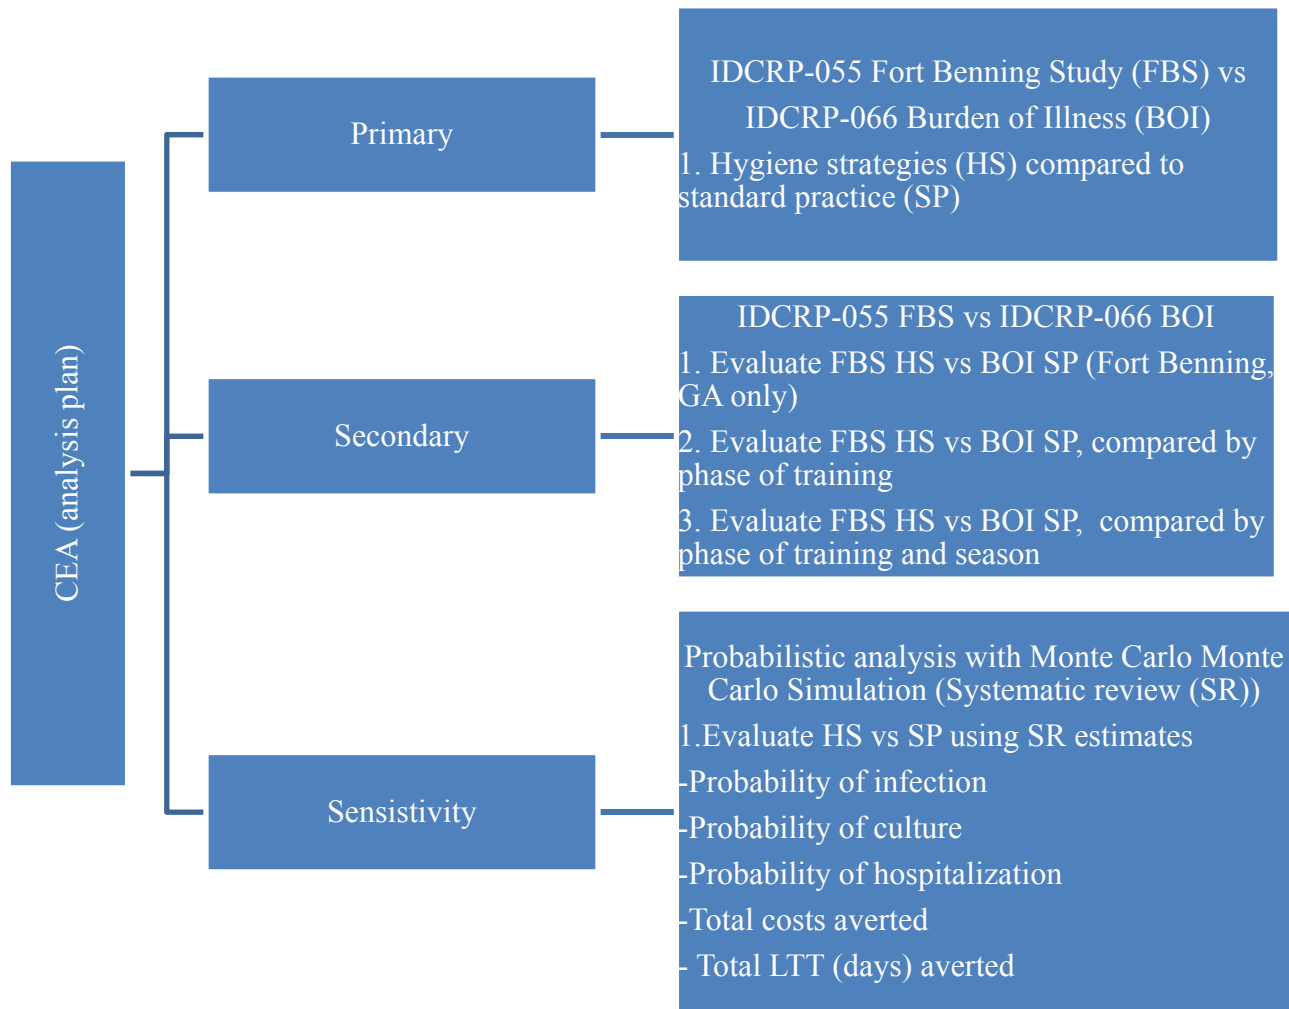 CEA (analysis plan)
Primary
IDCRP-055 Fort Benning Study (FBS) vs
IDCRP-066 Burden of Illness (BOI)
1. Hygiene strategies (HS) compared to
standard practice (SP)
Secondary
IDCRP-055 FBS vs IDCRP-066 BOI
1. Evaluate FBS HS vs BOI SP (Fort Benning,
GA only)
2. Evaluate FBS HS vs BOI SP, compared by
phase of training
3. Evaluate FBS HS vs BOI SP,  compared by
phase of training and season
Sensistivity
Probabilistic analysis with Monte Carlo Monte
Carlo Simulation (Systematic review (SR))
1.Evaluate HS vs SP using SR estimates
-Probability of infection
-Probability of culture
-Probability of hospitalization
-Total costs averted
- Total LTT (days) averted